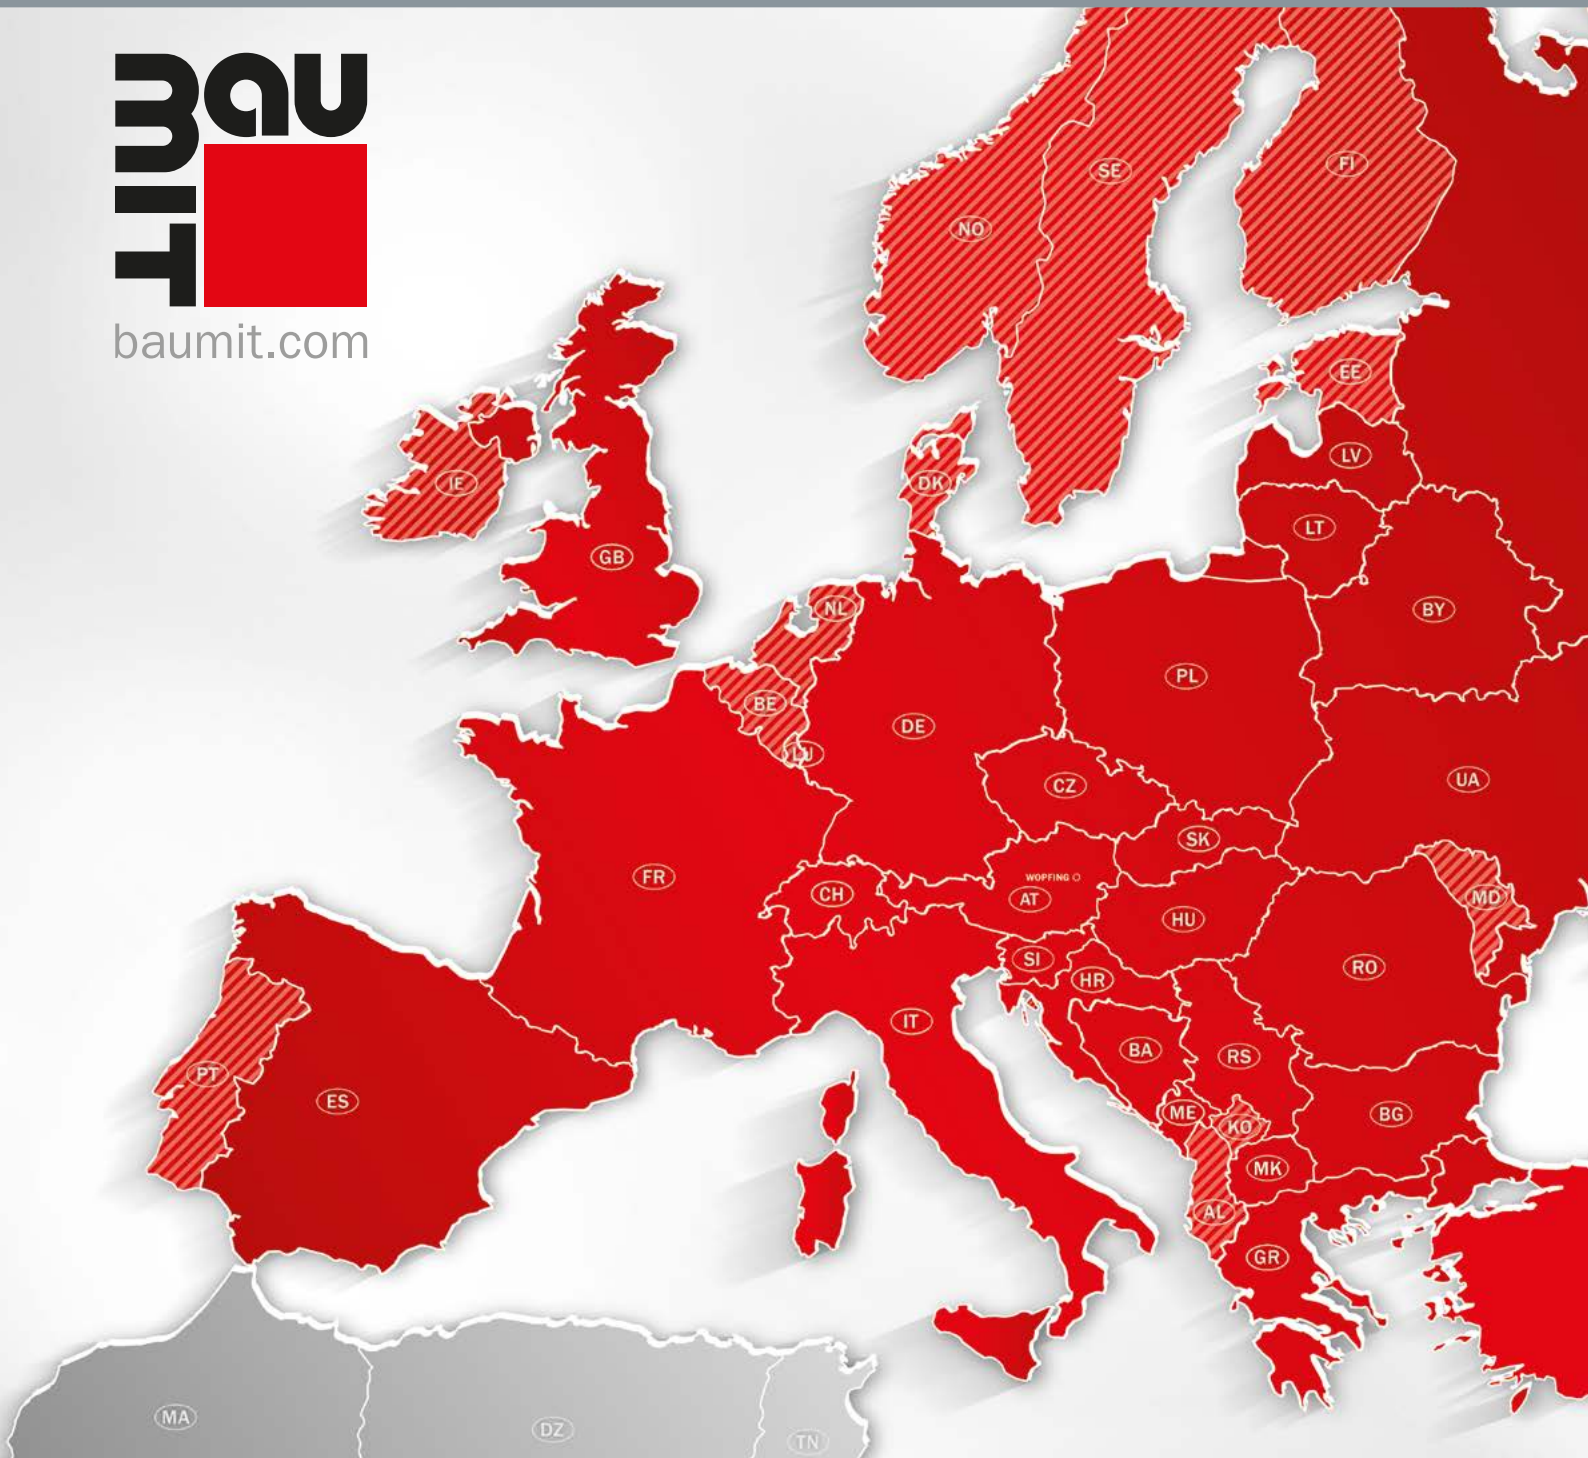 bau
mit
baumit.com
SE
FI
NO
EE
LV
IE
DK
LT
GB
NL
BY
PL
BE
DE
LU
UA
CZ
SK
FR
WOPFING
CH
AT
MD
HU
SI
RO
HR
IT
BA
RS
PT
ES
ME
BG
KO
MK
AL
GR
MA
DZ
TN